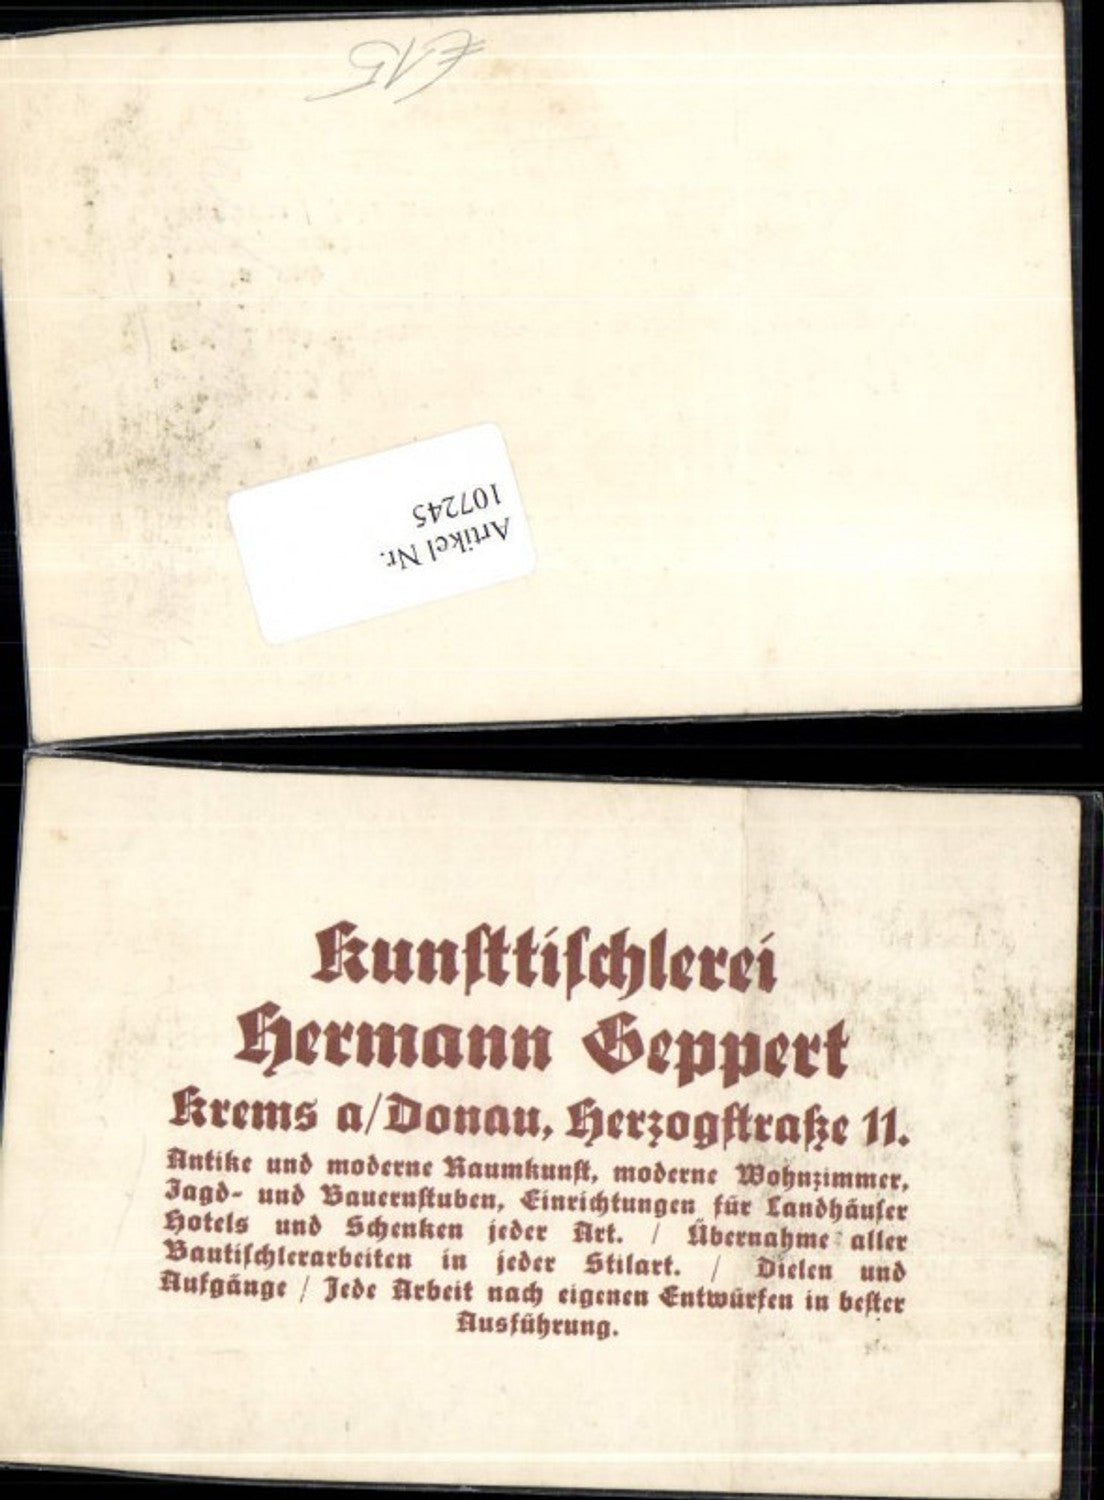 €15
Artikel Nr.
107245
Kunsttischlerei
Hermann Geppert
Krems a/Donau, Herzogstraße 11.
Antike und moderne Raumkunst, moderne Wohnzimmer,
Jagd- und Bauernstuben, Einrichtungen für Landhäuser
Hotels und Schenken jeder Art. / Übernahme aller
Bautischlerarbeiten in jeder Stilart. / Dielen und
Aufgänge / Jede Arbeit nach eigenen Entwürfen in bester
Ausführung.